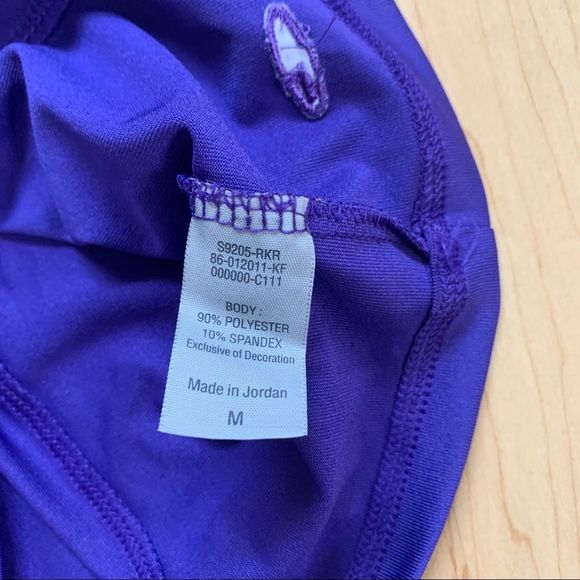 S9205-RKR
86-012011-KF
000000-C111
BODY :
90% POLYESTER
10% SPANDEX
Exclusive of Decoration
Made in Jordan
M